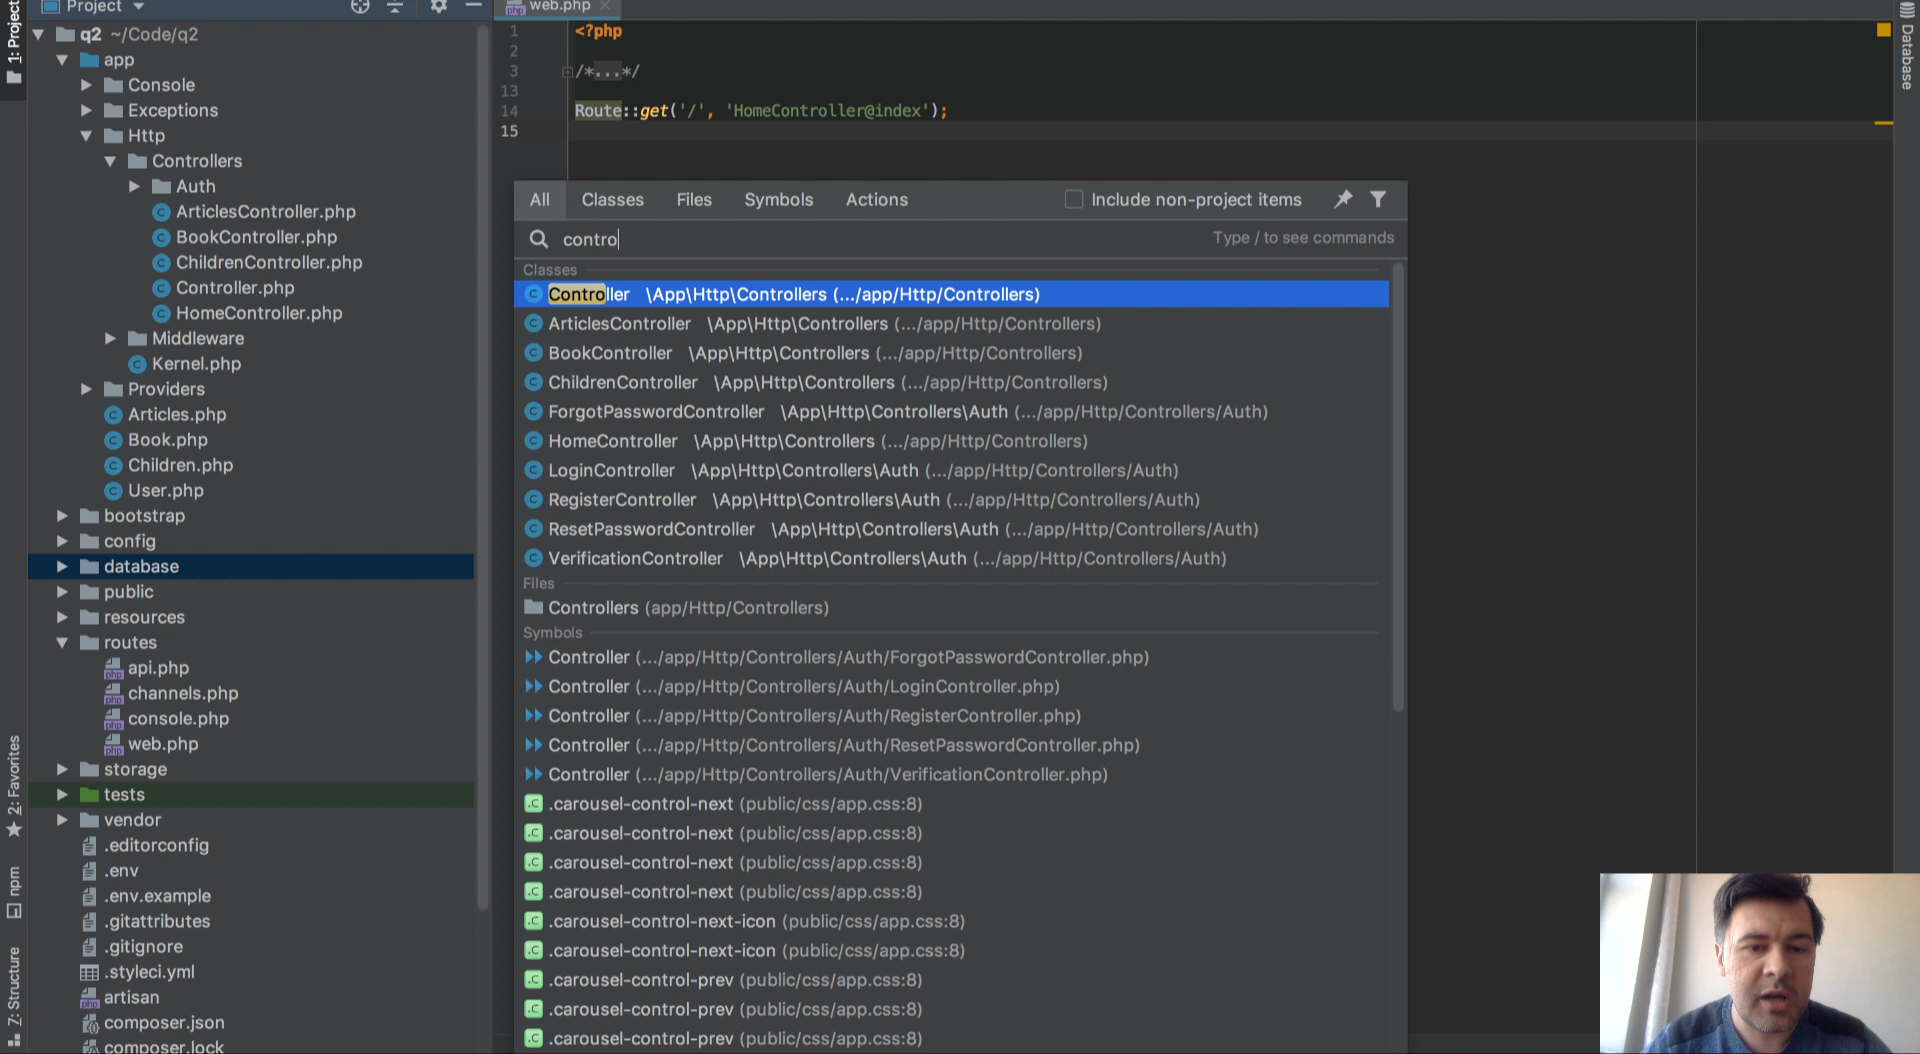 1: Project
Project
q2 ~/Code/q2
app
Console
Exceptions
Http
Controllers
Auth
ArticlesController.php
BookController.php
ChildrenController.php
Controller.php
HomeController.php
Middleware
Kernel.php
Providers
Articles.php
Book.php
Children.php
User.php
bootstrap
config
database
public
resources
routes
php api.php
php channels.php
php console.php
php web.php
storage
tests
vendor
.editorconfig
.env
.env.example
.gitattributes
.gitignore
.styleci.yml
php artisan
composer.json
composer.lock
2: Favorites
npm
Z: Structure
php web.php
1 <?php
2
3 /*...*/
13
14 Route::get('/', 'HomeController@index');
15
Database
All Classes Files Symbols Actions Include non-project items
contro Type / to see commands
Classes
Controller \App\Http\Controllers (.../app/Http/Controllers)
ArticlesController \App\Http\Controllers (.../app/Http/Controllers)
BookController \App\Http\Controllers (.../app/Http/Controllers)
ChildrenController \App\Http\Controllers (.../app/Http/Controllers)
ForgotPasswordController \App\Http\Controllers\Auth (.../app/Http/Controllers/Auth)
HomeController \App\Http\Controllers (.../app/Http/Controllers)
LoginController \App\Http\Controllers\Auth (.../app/Http/Controllers/Auth)
RegisterController \App\Http\Controllers\Auth (.../app/Http/Controllers/Auth)
ResetPasswordController \App\Http\Controllers\Auth (.../app/Http/Controllers/Auth)
VerificationController \App\Http\Controllers\Auth (.../app/Http/Controllers/Auth)
Files
Controllers (app/Http/Controllers)
Symbols
Controller (.../app/Http/Controllers/Auth/ForgotPasswordController.php)
Controller (.../app/Http/Controllers/Auth/LoginController.php)
Controller (.../app/Http/Controllers/Auth/RegisterController.php)
Controller (.../app/Http/Controllers/Auth/ResetPasswordController.php)
Controller (.../app/Http/Controllers/Auth/VerificationController.php)
.carousel-control-next (public/css/app.css:8)
.carousel-control-next (public/css/app.css:8)
.carousel-control-next (public/css/app.css:8)
.carousel-control-next (public/css/app.css:8)
.carousel-control-next-icon (public/css/app.css:8)
.carousel-control-next-icon (public/css/app.css:8)
.carousel-control-prev (public/css/app.css:8)
.carousel-control-prev (public/css/app.css:8)
.carousel-control-prev (public/css/app.css:8)